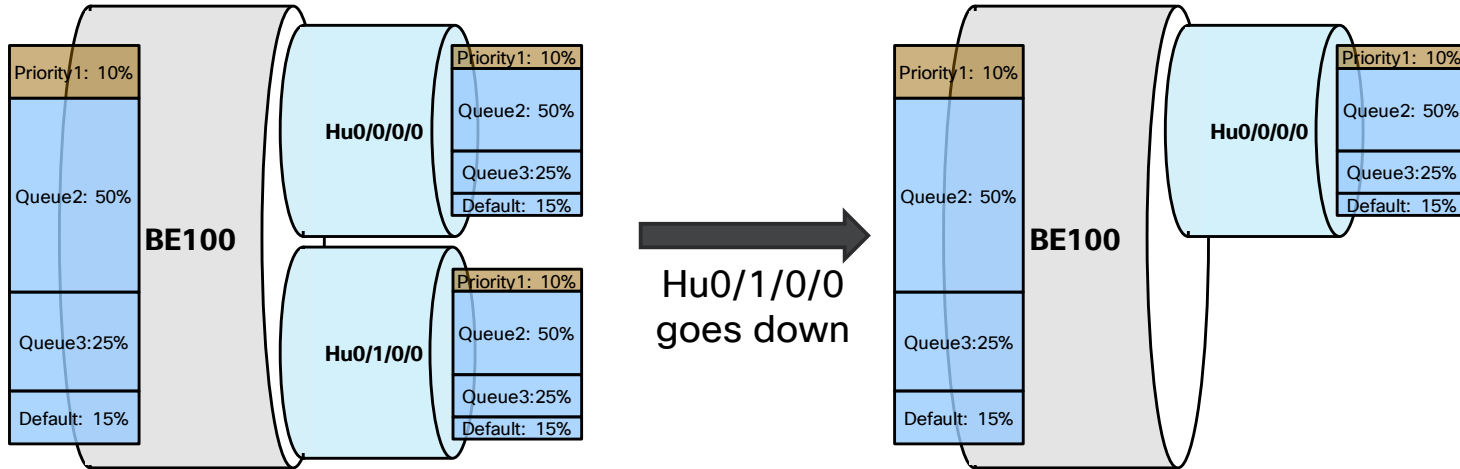 Priority1: 10%
Queue2: 50%
Queue3:25%
Default: 15%
BE100
Hu0/0/0/0
Priority1: 10%
Queue2: 50%
Queue3:25%
Default: 15%
Hu0/1/0/0
Priority1: 10%
Queue2: 50%
Queue3:25%
Default: 15%
Hu0/1/0/0
goes down
Priority1: 10%
Queue2: 50%
Queue3:25%
Default: 15%
BE100
Hu0/0/0/0
Priority1: 10%
Queue2: 50%
Queue3:25%
Default: 15%